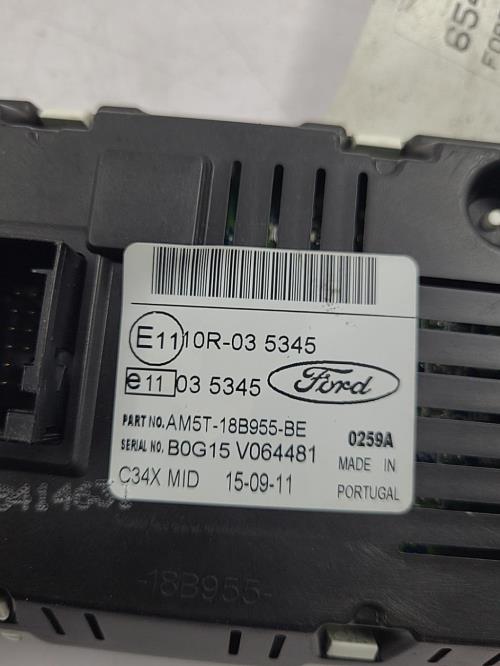 654
E11 10R-03 5345
e11 03 5345 Ford
PART NO. AM5T-18B955-BE 0259A
SERIAL NO. B0G15 V064481 MADE IN
C34X MID 15-09-11 PORTUGAL
-18B955-